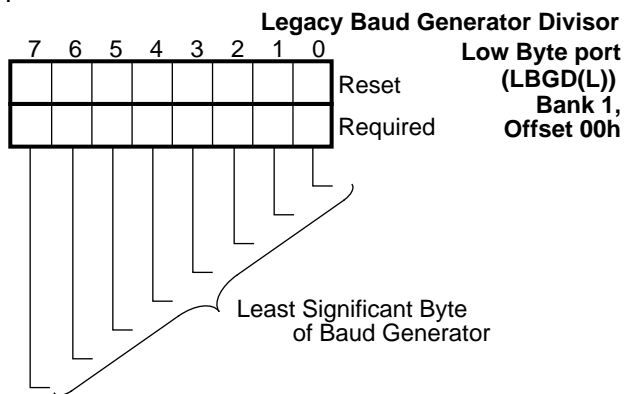 Legacy Baud Generator Divisor
7 6 5 4 3 2 1 0
Low Byte port
Reset
(LBGD(L))
Bank 1,
Required
Offset 00h
Least Significant Byte
of Baud Generator